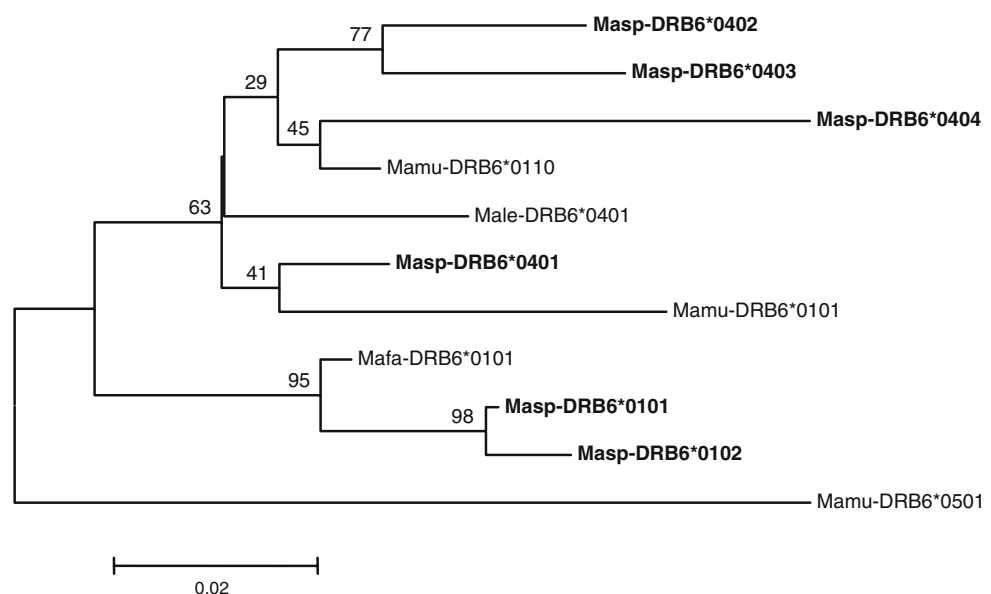 77
Masp-DRB6*0402
Masp-DRB6*0403
29
45
Masp-DRB6*0404
Mamu-DRB6*0110
63
Male-DRB6*0401
41
Masp-DRB6*0401
Mamu-DRB6*0101
95
Mafa-DRB6*0101
98
Masp-DRB6*0101
Masp-DRB6*0102
Mamu-DRB6*0501
0.02